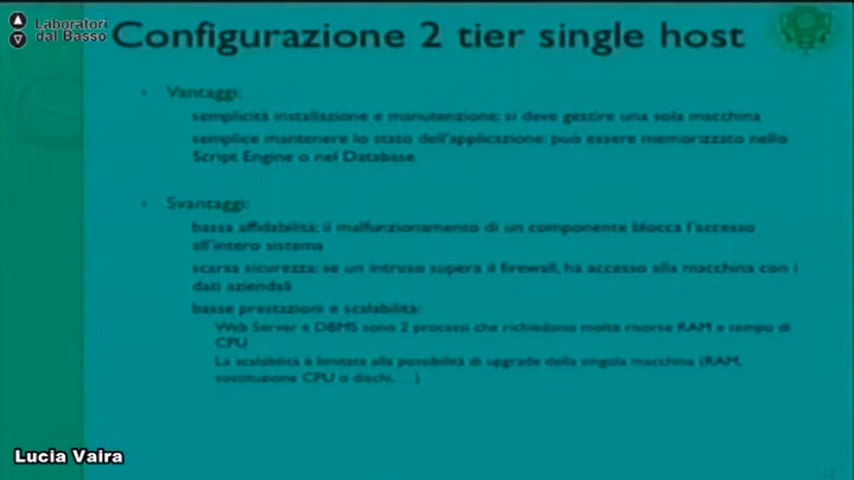 Laboratori
dal Basso
Configurazione 2 tier single host
Vantaggi:
semplicità installazione e manutenzione: si deve gestire una sola macchina
semplice mantenere lo stato dell'applicazione: può essere memorizzato nello
Script Engine o nel Database
Svantaggi:
bassa affidabilità: il malfunzionamento di un componente blocca l'accesso
all'intero sistema
scarsa sicurezza: se un intruso supera il firewall, ha accesso alla macchina con i
dati aziendali
basse prestazioni e scalabilità:
Web Server e DBMS sono 2 processi che richiedono molte risorse RAM e tempo di
CPU
La scalabilità è limitata alla possibilità di upgrade della singola macchina (RAM,
sostituzione CPU o dischi, ...)
Lucia Vaira